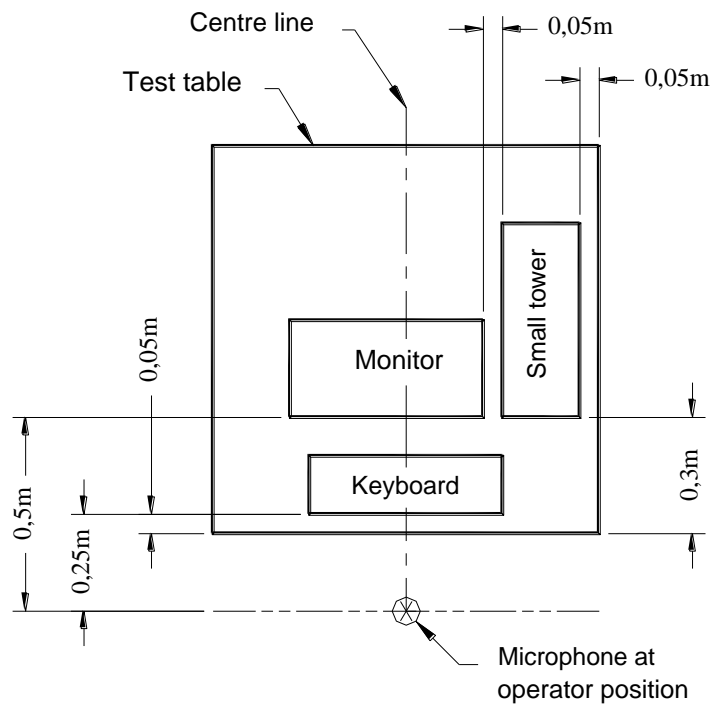 Centre line
0,05m
Test table
0,05m
Small tower
0,05m
Monitor
Keyboard
0,3m
0,5m
0,25m
Microphone at
operator position